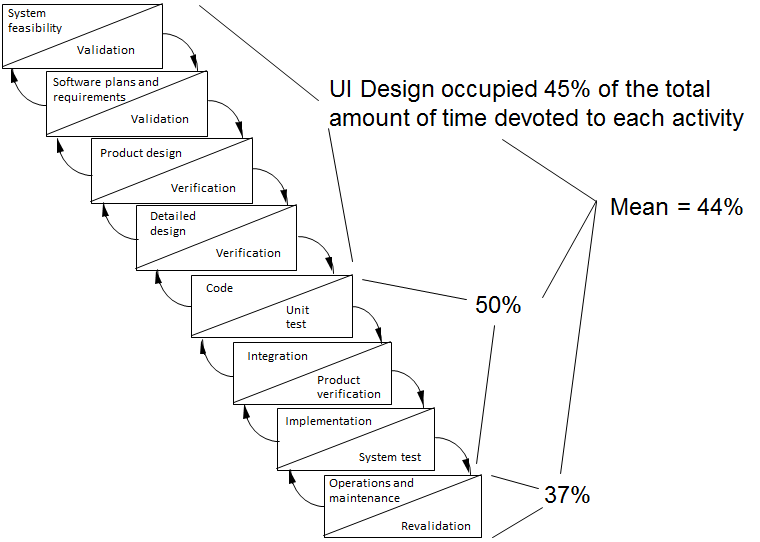 System
feasibility
Validation
Software plans and
requirements
Validation
Product design
Verification
Detailed
design
Verification
Code
Unit
test
Integration
Product
verification
Implementation
System test
Operations and
maintenance
Revalidation
UI Design occupied 45% of the total
amount of time devoted to each activity
Mean = 44%
50%
37%